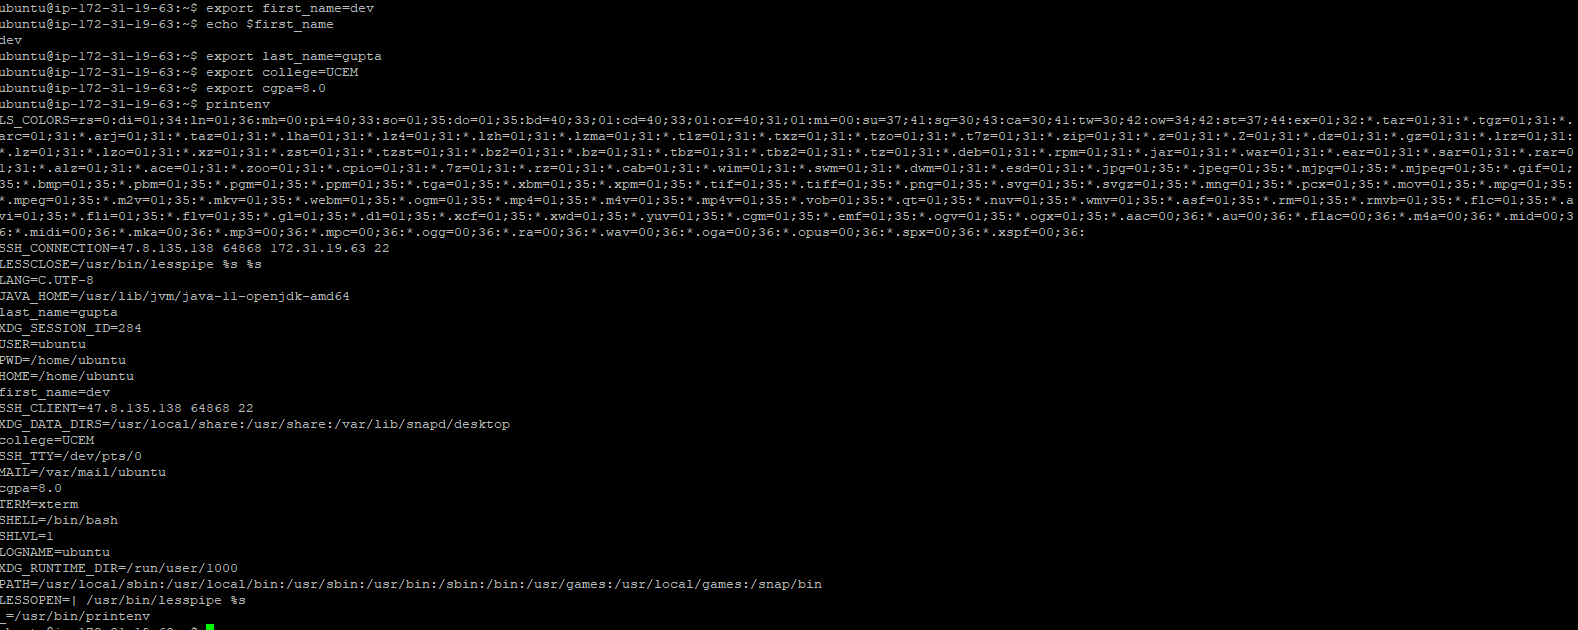 ubuntu@ip-172-31-19-63:~$ export first_name=dev
ubuntu@ip-172-31-19-63:~$ echo $first_name
dev
ubuntu@ip-172-31-19-63:~$ export last_name=gupta
ubuntu@ip-172-31-19-63:~$ export college=UCEM
ubuntu@ip-172-31-19-63:~$ export cgpa=8.0
ubuntu@ip-172-31-19-63:~$ printenv
LS_COLORS=rs=0:di=01;34:ln=01;36:mh=00:pi=40;33:so=01;35:do=01;35:bd=40;33;01:cd=40;33;01:or=40;31;01:mi=00:su=37;41:sg=30;43:ca=30;41:tw=30;42:ow=34;42:st=37;44:ex=01;32:*.tar=01;31:*.tgz=01;31:*.
arc=01;31:*.arj=01;31:*.taz=01;31:*.lha=01;31:*.lz4=01;31:*.lzh=01;31:*.lzma=01;31:*.tlz=01;31:*.txz=01;31:*.tzo=01;31:*.t7z=01;31:*.zip=01;31:*.z=01;31:*.Z=01;31:*.dz=01;31:*.gz=01;31:*.lrz=01;31:
*.lz=01;31:*.lzo=01;31:*.xz=01;31:*.zst=01;31:*.tzst=01;31:*.bz2=01;31:*.bz=01;31:*.tbz=01;31:*.tbz2=01;31:*.tz=01;31:*.deb=01;31:*.rpm=01;31:*.jar=01;31:*.war=01;31:*.ear=01;31:*.sar=01;31:*.rar=0
1;31:*.alz=01;31:*.ace=01;31:*.zoo=01;31:*.cpio=01;31:*.7z=01;31:*.rz=01;31:*.cab=01;31:*.wim=01;31:*.swm=01;31:*.dwm=01;31:*.esd=01;31:*.jpg=01;35:*.jpeg=01;35:*.mjpg=01;35:*.mjpeg=01;35:*.gif=01;
35:*.bmp=01;35:*.pbm=01;35:*.pgm=01;35:*.ppm=01;35:*.tga=01;35:*.xbm=01;35:*.xpm=01;35:*.tif=01;35:*.tiff=01;35:*.png=01;35:*.svg=01;35:*.svgz=01;35:*.mng=01;35:*.pcx=01;35:*.mov=01;35:*.mpg=01;35:
*.mpeg=01;35:*.m2v=01;35:*.mkv=01;35:*.webm=01;35:*.ogm=01;35:*.mp4=01;35:*.m4v=01;35:*.mp4v=01;35:*.vob=01;35:*.qt=01;35:*.nuv=01;35:*.wmv=01;35:*.asf=01;35:*.rm=01;35:*.rmvb=01;35:*.flc=01;35:*.a
vi=01;35:*.fli=01;35:*.flv=01;35:*.gl=01;35:*.dl=01;35:*.xcf=01;35:*.xwd=01;35:*.yuv=01;35:*.cgm=01;35:*.emf=01;35:*.ogv=01;35:*.ogx=01;35:*.aac=00;36:*.au=00;36:*.flac=00;36:*.m4a=00;36:*.mid=00;3
6:*.midi=00;36:*.mka=00;36:*.mp3=00;36:*.mpc=00;36:*.ogg=00;36:*.ra=00;36:*.wav=00;36:*.oga=00;36:*.opus=00;36:*.spx=00;36:*.xspf=00;36:
SSH_CONNECTION=47.8.135.138 64868 172.31.19.63 22
LESSCLOSE=/usr/bin/lesspipe %s %s
LANG=C.UTF-8
JAVA_HOME=/usr/lib/jvm/java-11-openjdk-amd64
last_name=gupta
XDG_SESSION_ID=284
USER=ubuntu
PWD=/home/ubuntu
HOME=/home/ubuntu
first_name=dev
SSH_CLIENT=47.8.135.138 64868 22
XDG_DATA_DIRS=/usr/local/share:/usr/share:/var/lib/snapd/desktop
college=UCEM
SSH_TTY=/dev/pts/0
MAIL=/var/mail/ubuntu
cgpa=8.0
TERM=xterm
SHELL=/bin/bash
SHLVL=1
LOGNAME=ubuntu
XDG_RUNTIME_DIR=/run/user/1000
PATH=/usr/local/sbin:/usr/local/bin:/usr/sbin:/usr/bin:/sbin:/bin:/usr/games:/usr/local/games:/snap/bin
LESSOPEN=| /usr/bin/lesspipe %s
_=/usr/bin/printenv
ubuntu@ip-172-31-19-63:~$